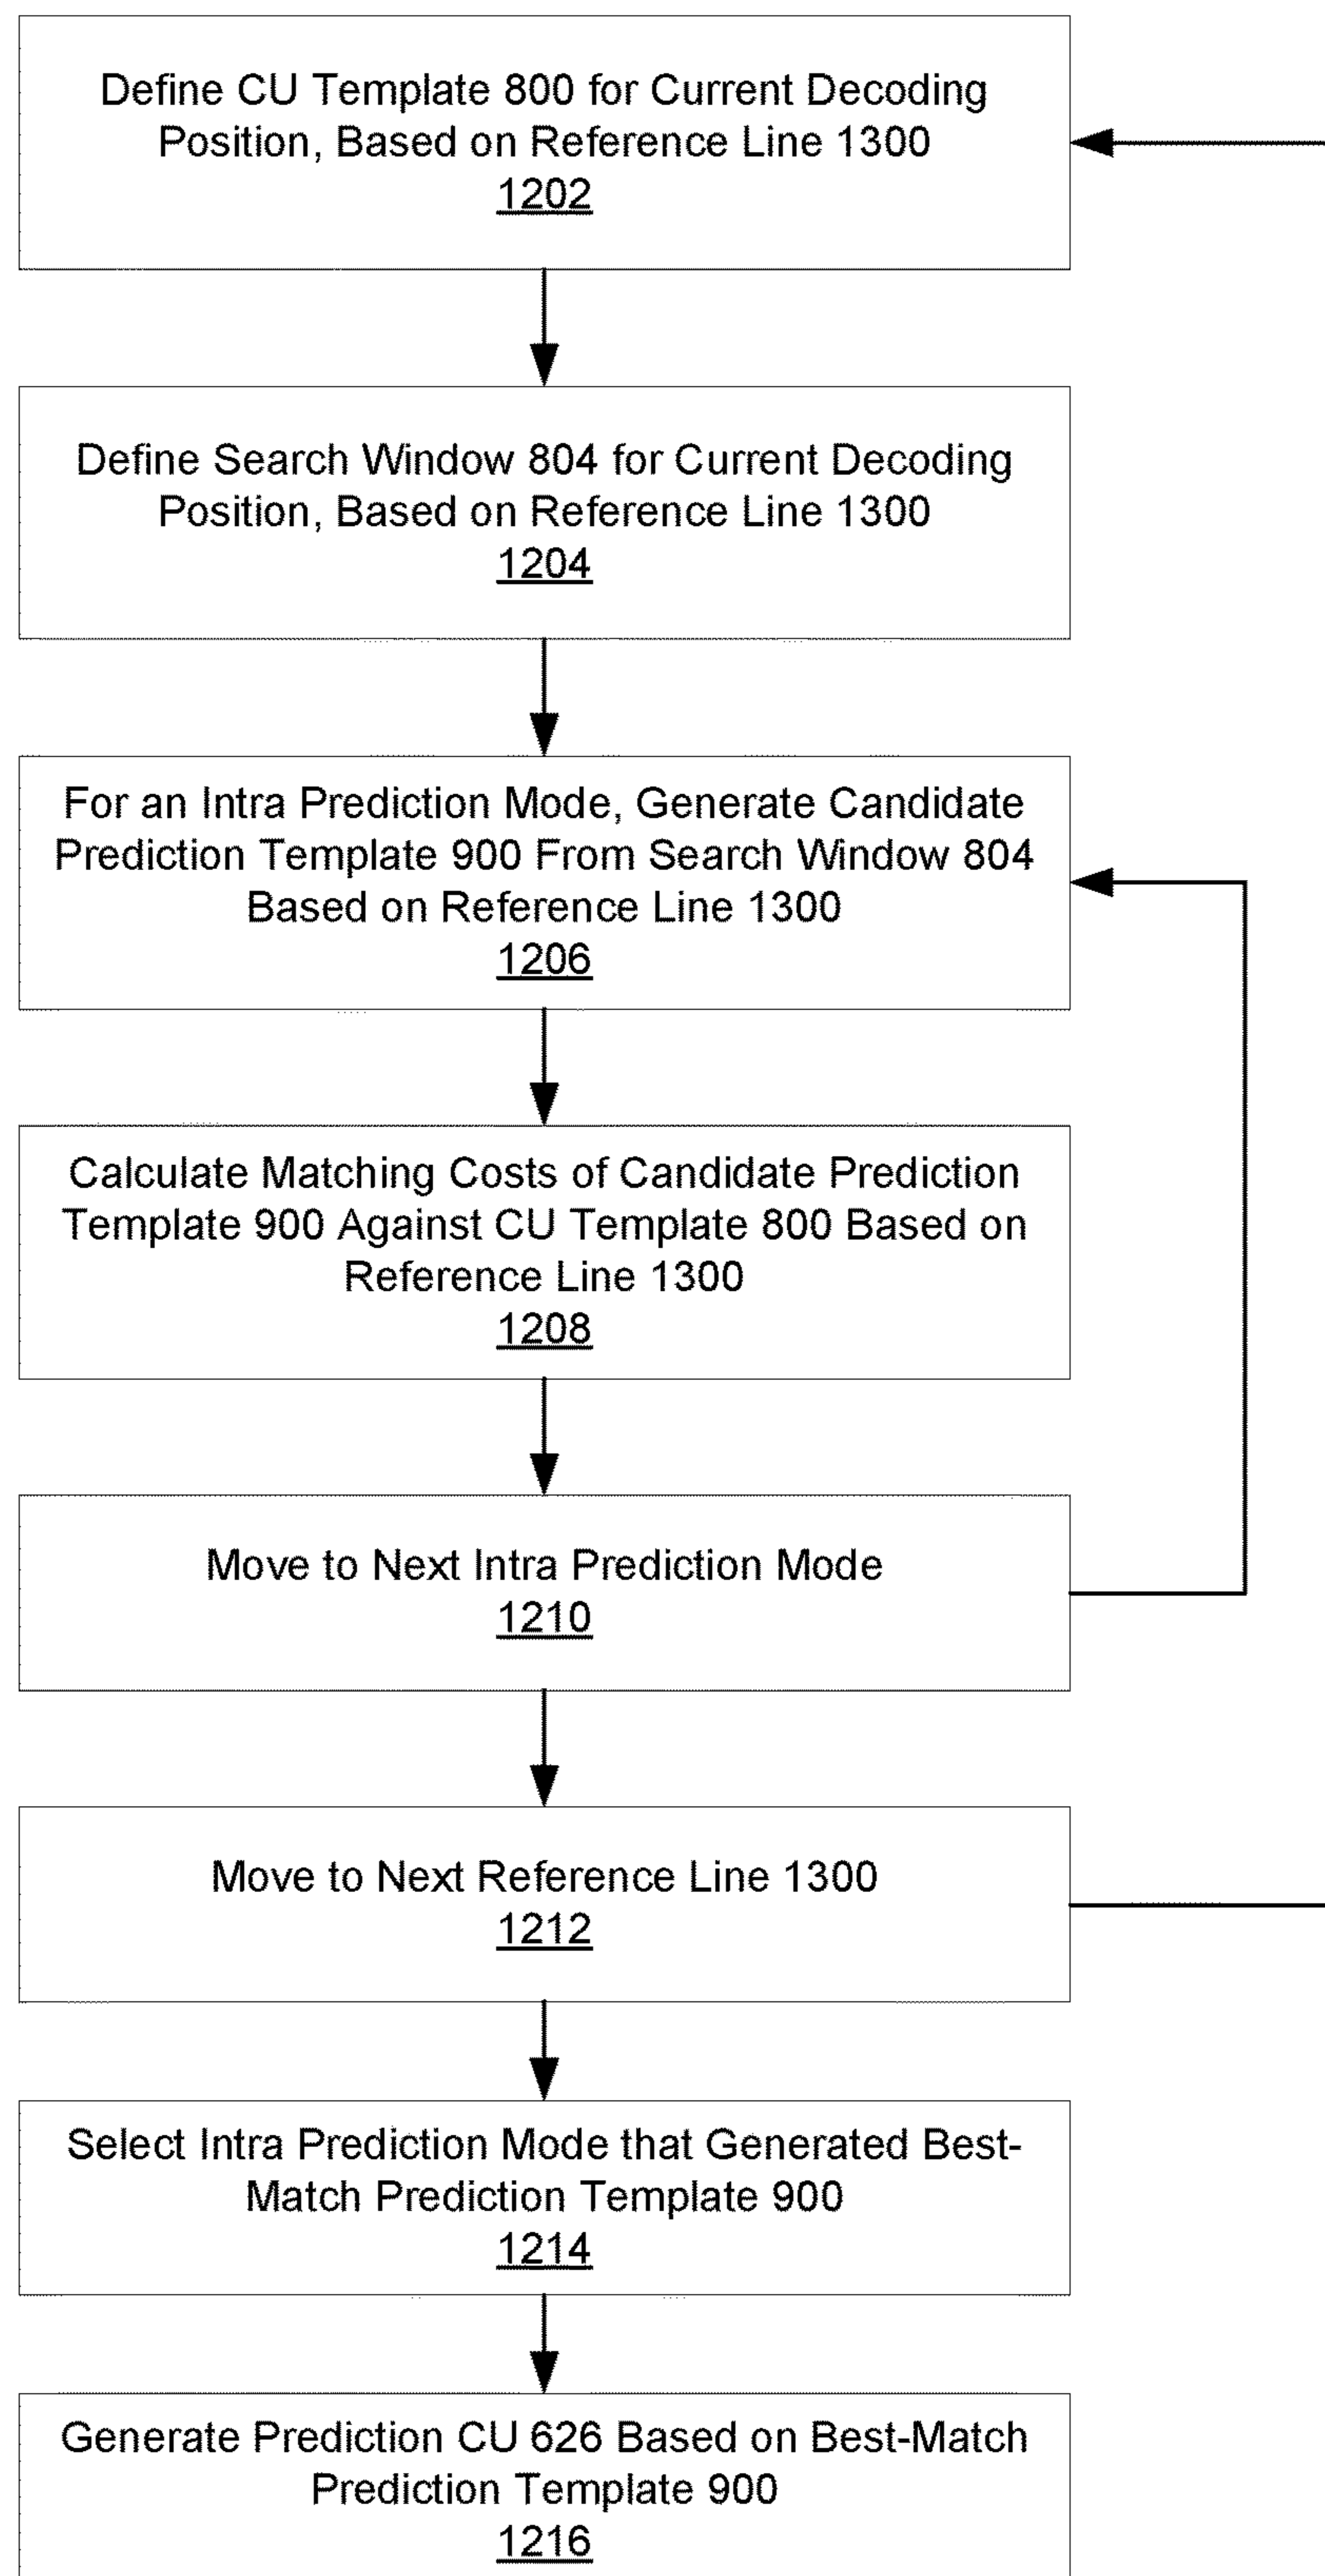 Define CU Template 800 for Current Decoding
Position, Based on Reference Line 1300
1202
Define Search Window 804 for Current Decoding
Position, Based on Reference Line 1300
1204
For an Intra Prediction Mode, Generate Candidate
Prediction Template 900 From Search Window 804
Based on Reference Line 1300
1206
Calculate Matching Costs of Candidate Prediction
Template 900 Against CU Template 800 Based on
Reference Line 1300
1208
Move to Next Intra Prediction Mode
1210
Move to Next Reference Line 1300
1212
Select Intra Prediction Mode that Generated Best-
Match Prediction Template 900
1214
Generate Prediction CU 626 Based on Best-Match
Prediction Template 900
1216